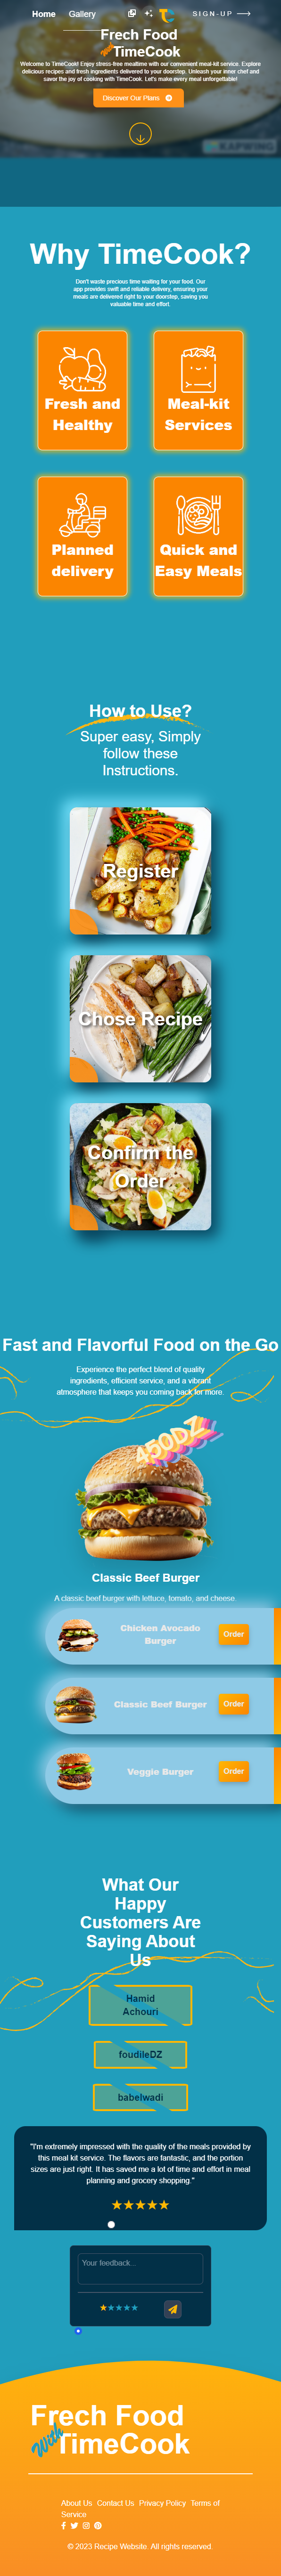 Home Gallery TC SIGN-UP
Frech Food
With TimeCook
Welcome to TimeCook! Enjoy stress-free mealtime with our convenient meal-kit service. Explore
delicious recipes and fresh ingredients delivered to your doorstep. Unleash your inner chef and
savor the joy of cooking with TimeCook. Let's make every meal unforgettable!
Discover Our Plans
KAPWING
Why TimeCook?
Don't waste precious time waiting for your food. Our
app provides swift and reliable delivery, ensuring your
meals are delivered right to your doorstep, saving you
valuable time and effort.
Fresh and
Healthy
Meal-kit
Services
Planned
delivery
Quick and
Easy Meals
How to Use?
Super easy, Simply
follow these
Instructions.
Register
Chose Recipe
Confirm the
Order
Fast and Flavorful Food on the Go
Experience the perfect blend of quality
ingredients, efficient service, and a vibrant
atmosphere that keeps you coming back for more.
450DZ
Classic Beef Burger
A classic beef burger with lettuce, tomato, and cheese.
Chicken Avocado
Burger
Order
Classic Beef Burger
Order
Veggie Burger
Order
What Our
Happy
Customers Are
Saying About
Us
Hamid
Achouri
foudileDZ
babelwadi
"I'm extremely impressed with the quality of the meals provided by
this meal kit service. The flavors are fantastic, and the portion
sizes are just right. It has saved me a lot of time and effort in meal
planning and grocery shopping."
Your feedback...
Frech Food
With TimeCook
About Us Contact Us Privacy Policy Terms of
Service
© 2023 Recipe Website. All rights reserved.